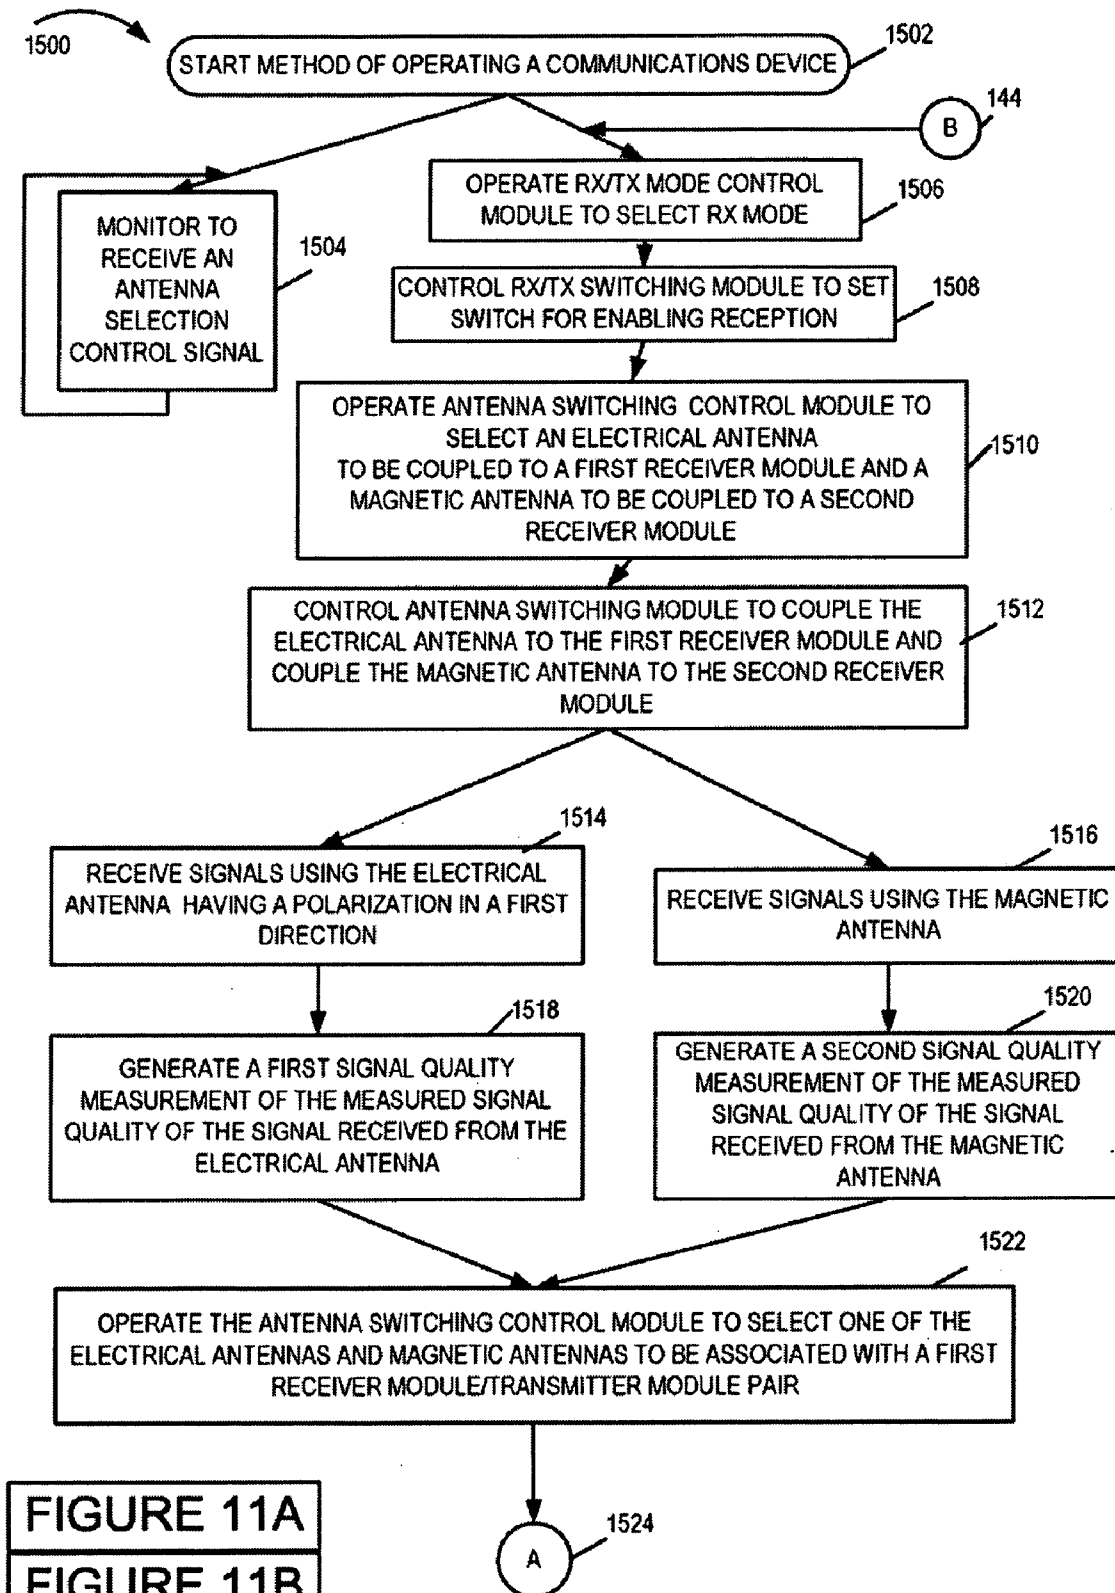 1500
START METHOD OF OPERATING A COMMUNICATIONS DEVICE
1502
B
144
OPERATE RX/TX MODE CONTROL
MODULE TO SELECT RX MODE
1506
MONITOR TO
RECEIVE AN
ANTENNA
SELECTION
CONTROL SIGNAL
1504
CONTROL RX/TX SWITCHING MODULE TO SET
SWITCH FOR ENABLING RECEPTION
1508
OPERATE ANTENNA SWITCHING CONTROL MODULE TO
SELECT AN ELECTRICAL ANTENNA
TO BE COUPLED TO A FIRST RECEIVER MODULE AND A
MAGNETIC ANTENNA TO BE COUPLED TO A SECOND
RECEIVER MODULE
1510
CONTROL ANTENNA SWITCHING MODULE TO COUPLE THE
ELECTRICAL ANTENNA TO THE FIRST RECEIVER MODULE AND
COUPLE THE MAGNETIC ANTENNA TO THE SECOND RECEIVER
MODULE
1512
1514
RECEIVE SIGNALS USING THE ELECTRICAL
ANTENNA HAVING A POLARIZATION IN A FIRST
DIRECTION
1516
RECEIVE SIGNALS USING THE MAGNETIC
ANTENNA
1518
GENERATE A FIRST SIGNAL QUALITY
MEASUREMENT OF THE MEASURED SIGNAL
QUALITY OF THE SIGNAL RECEIVED FROM THE
ELECTRICAL ANTENNA
1520
GENERATE A SECOND SIGNAL QUALITY
MEASUREMENT OF THE MEASURED
SIGNAL QUALITY OF THE SIGNAL
RECEIVED FROM THE MAGNETIC
ANTENNA
1522
OPERATE THE ANTENNA SWITCHING CONTROL MODULE TO SELECT ONE OF THE
ELECTRICAL ANTENNAS AND MAGNETIC ANTENNAS TO BE ASSOCIATED WITH A FIRST
RECEIVER MODULE/TRANSMITTER MODULE PAIR
A
1524
FIGURE 11A
FIGURE 11B